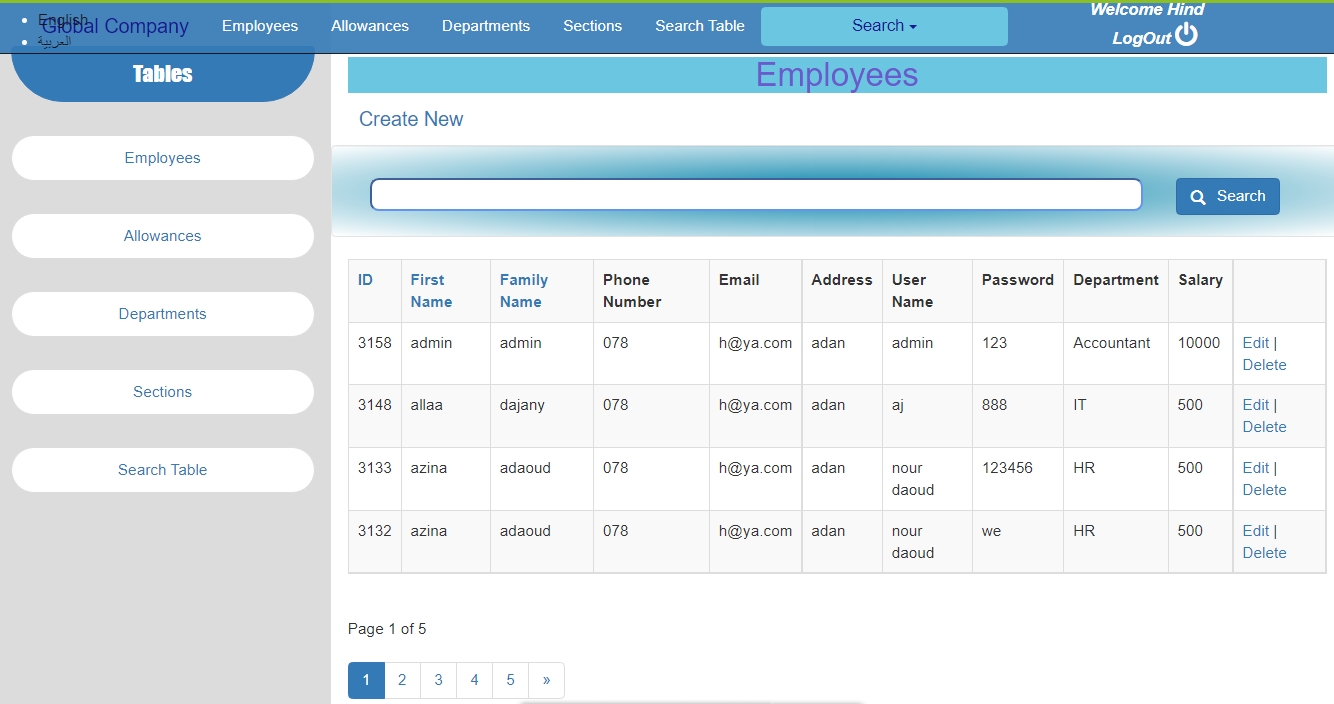 English
العربية
Global Company
Employees
Allowances
Departments
Sections
Search Table
Search
Welcome Hind
LogOut
Tables
Employees
Allowances
Departments
Sections
Search Table
Employees
Create New
Search
ID First Name Family Name Phone Number Email Address User Name Password Department Salary
3158 admin admin 078 h@ya.com adan admin 123 Accountant 10000 Edit | Delete
3148 allaa dajany 078 h@ya.com adan aj 888 IT 500 Edit | Delete
3133 azina adaoud 078 h@ya.com adan nour daoud 123456 HR 500 Edit | Delete
3132 azina adaoud 078 h@ya.com adan nour daoud we HR 500 Edit | Delete
Page 1 of 5
1 2 3 4 5 »